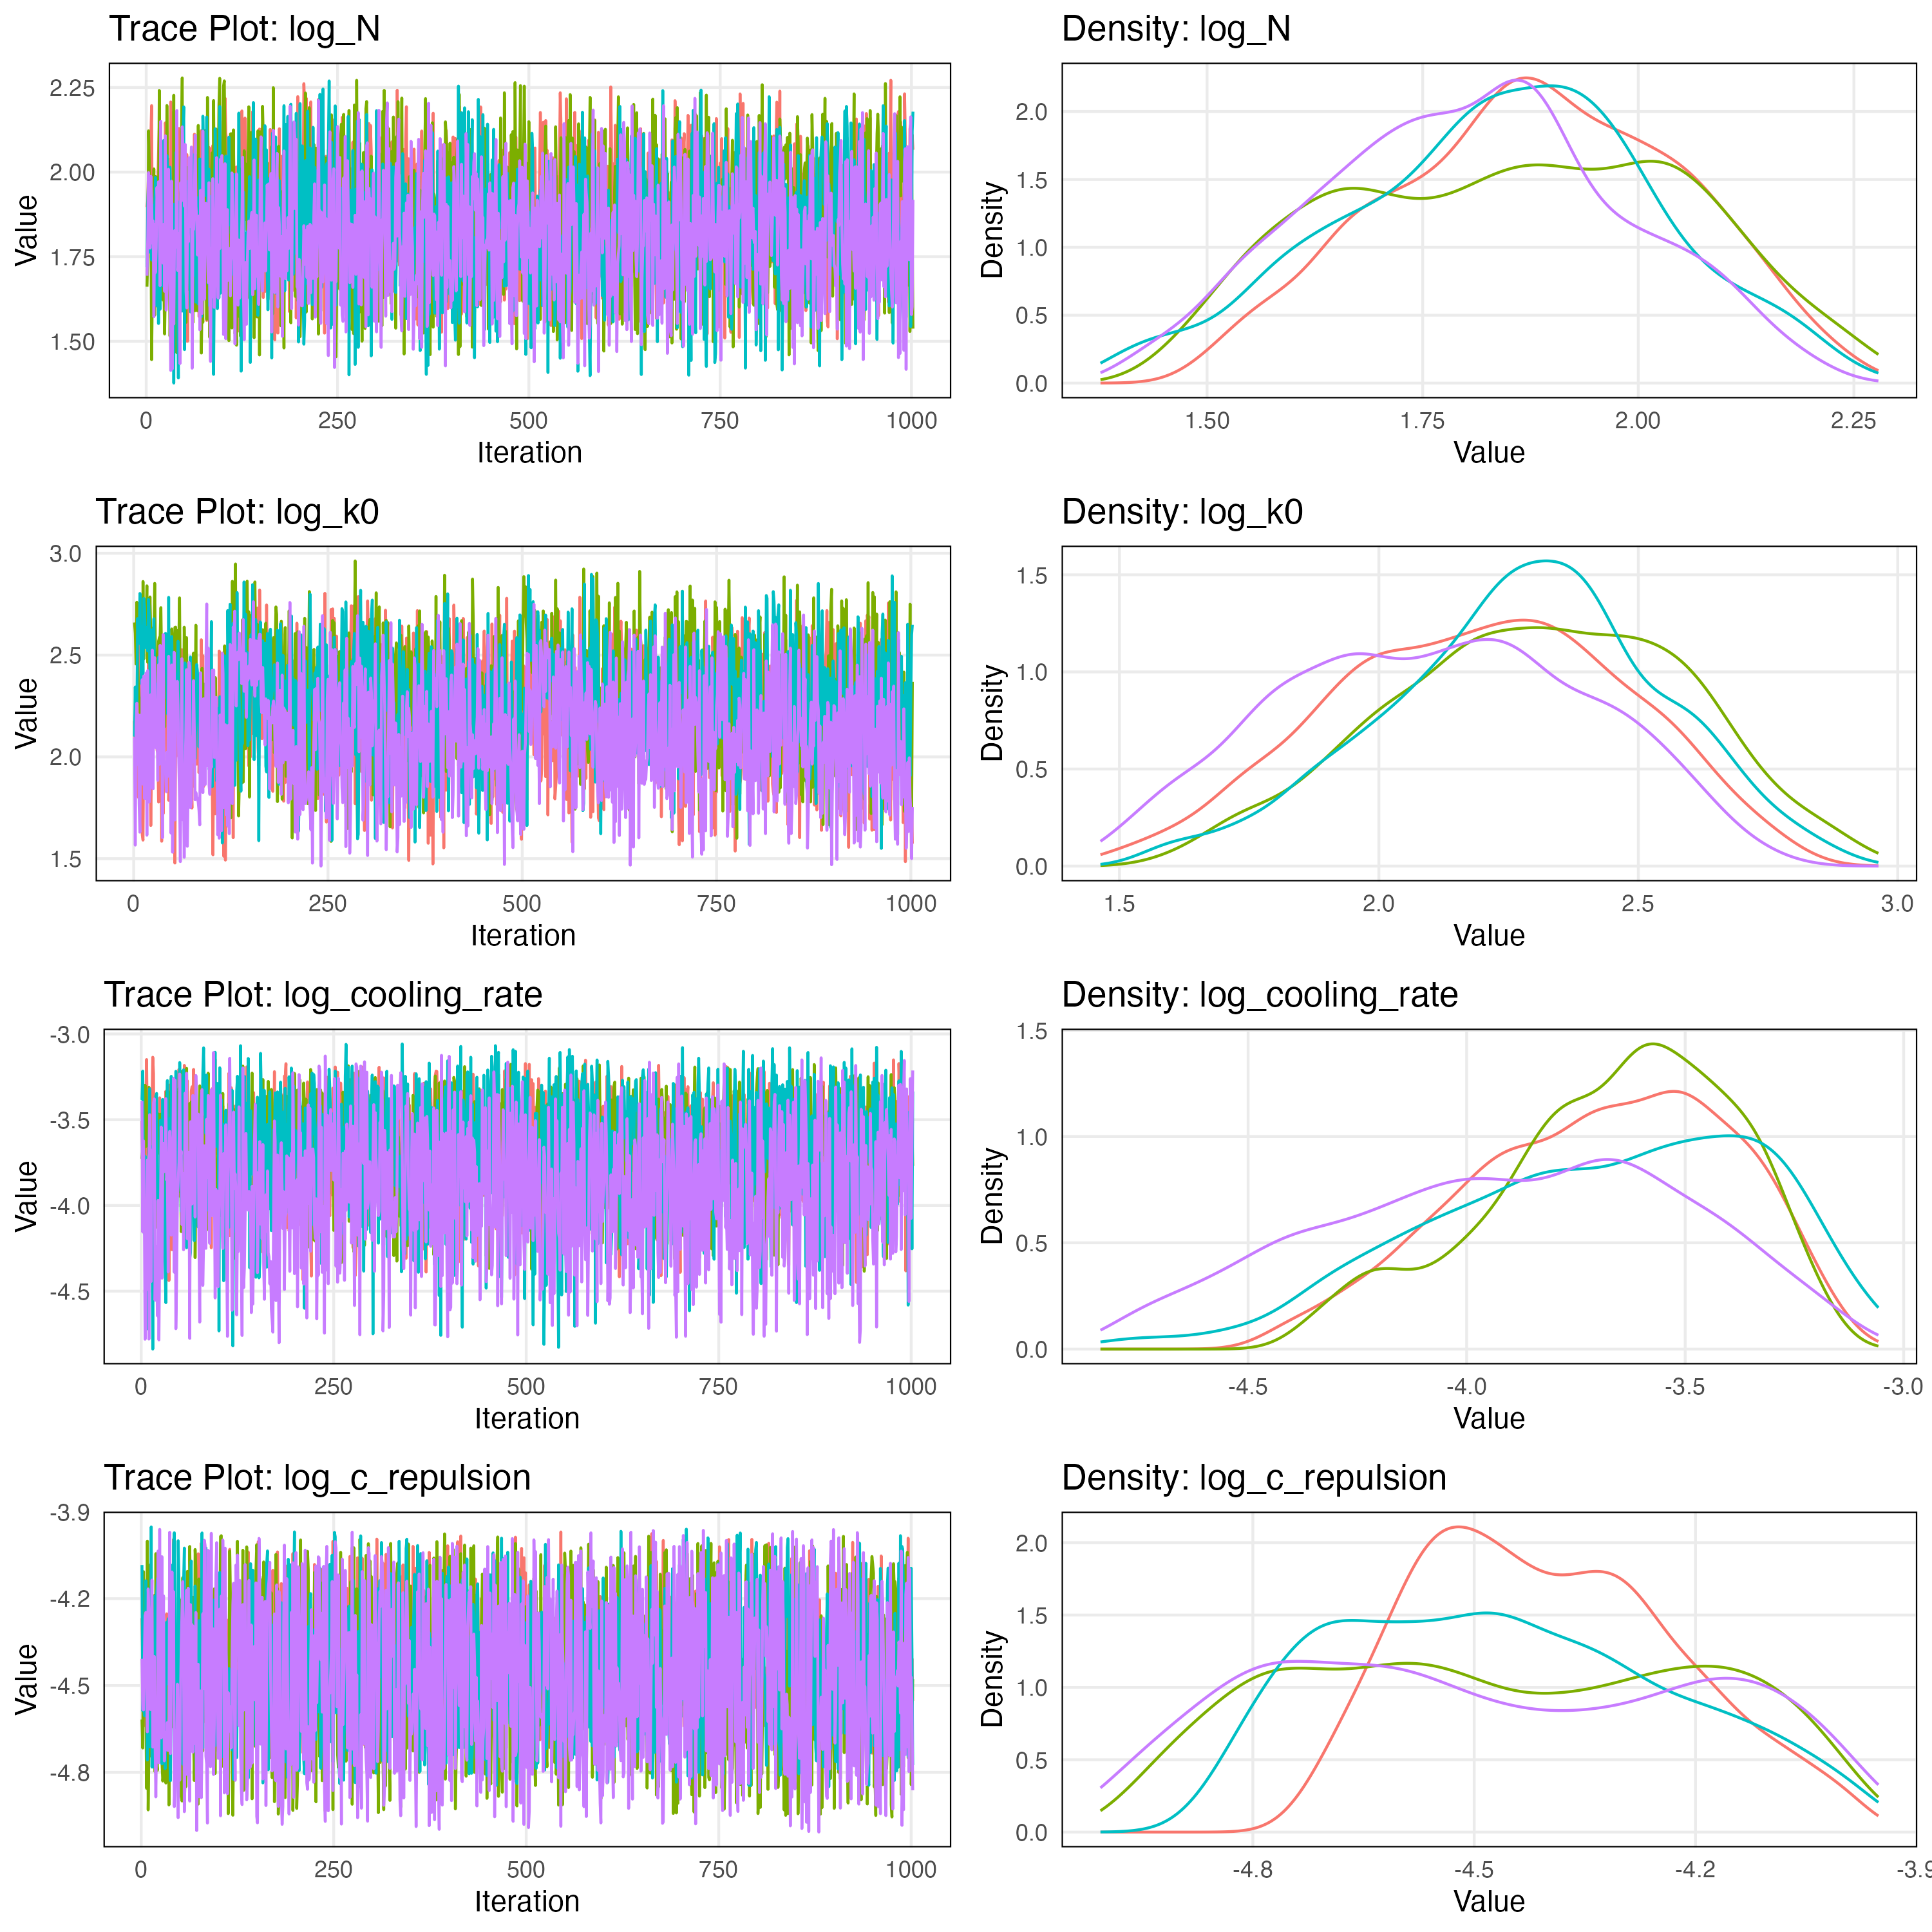 Trace Plot: log_N
Value
2.25
2.00
1.75
1.50
0 250 500 750 1000
Iteration
Density: log_N
Density
2.0
1.5
1.0
0.5
0.0
1.50 1.75 2.00 2.25
Value
Trace Plot: log_k0
Value
3.0
2.5
2.0
1.5
0 250 500 750 1000
Iteration
Density: log_k0
Density
1.5
1.0
0.5
0.0
1.5 2.0 2.5 3.0
Value
Trace Plot: log_cooling_rate
Value
-3.0
-3.5
-4.0
-4.5
0 250 500 750 1000
Iteration
Density: log_cooling_rate
Density
1.5
1.0
0.5
0.0
-4.5 -4.0 -3.5 -3.0
Value
Trace Plot: log_c_repulsion
Value
-3.9
-4.2
-4.5
-4.8
0 250 500 750 1000
Iteration
Density: log_c_repulsion
Density
2.0
1.5
1.0
0.5
0.0
-4.8 -4.5 -4.2 -3.9
Value